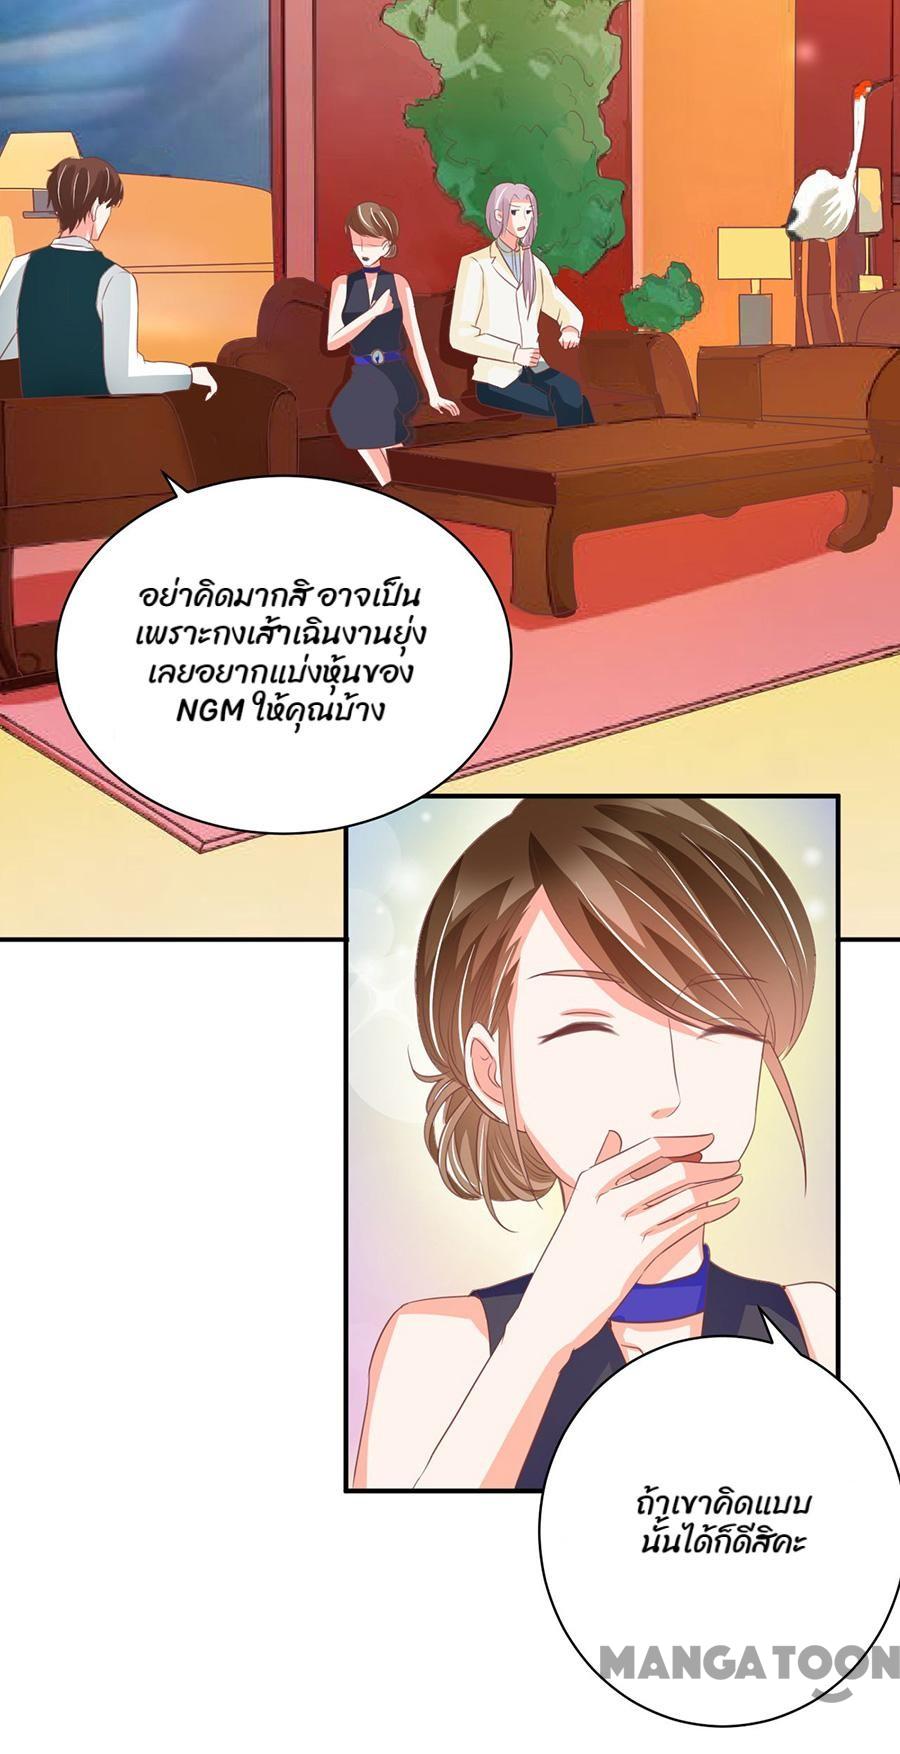 อย่าคิดมากสิ อาจเป็น
เพราะกงเส้าเฉินงานยุ่ง
เลยอยากแบ่งหุ้นของ
NGM ให้คุณบ้าง
ถ้าเขาคิดแบบ
นั้นได้ก็ดีสิคะ
MANGATOON